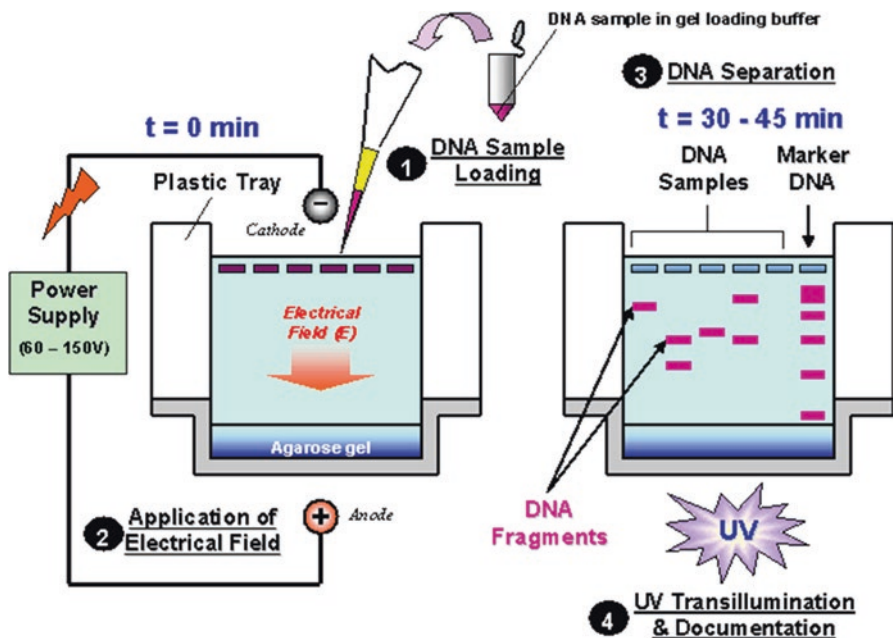 DNA sample in gel loading buffer
3 DNA Separation
t = 0 min
t = 30 - 45 min
1 DNA Sample
Loading
DNA
Samples
Marker
DNA
Plastic Tray
−
Cathode
Power
Supply
(60 – 150V)
Electrical
Field (E)
Agarose gel
2 Application of
Electrical Field
+
Anode
DNA
Fragments
UV
4 UV Transillumination
& Documentation